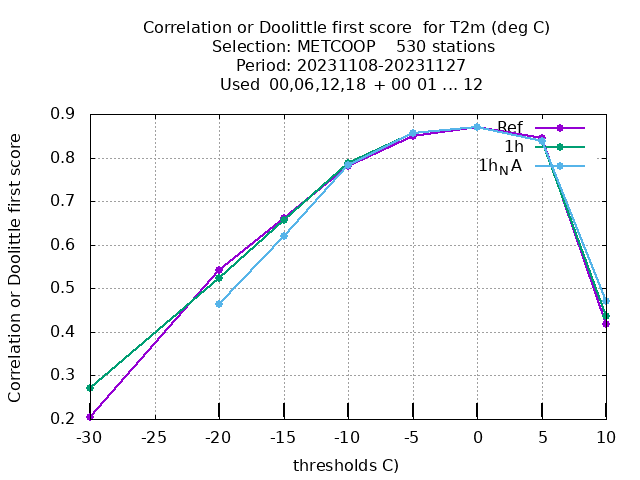 Correlation or Doolittle first score  for T2m (deg C)
Selection: METCOOP    530 stations
Period: 20231108-20231127
Used  00,06,12,18  + 00 01 ... 12
Correlation or Doolittle first score
0.9
0.8
0.7
0.6
0.5
0.4
0.3
0.2
Ref
1h
1hNA
-30 -25 -20 -15 -10 -5 0 5 10
thresholds C)